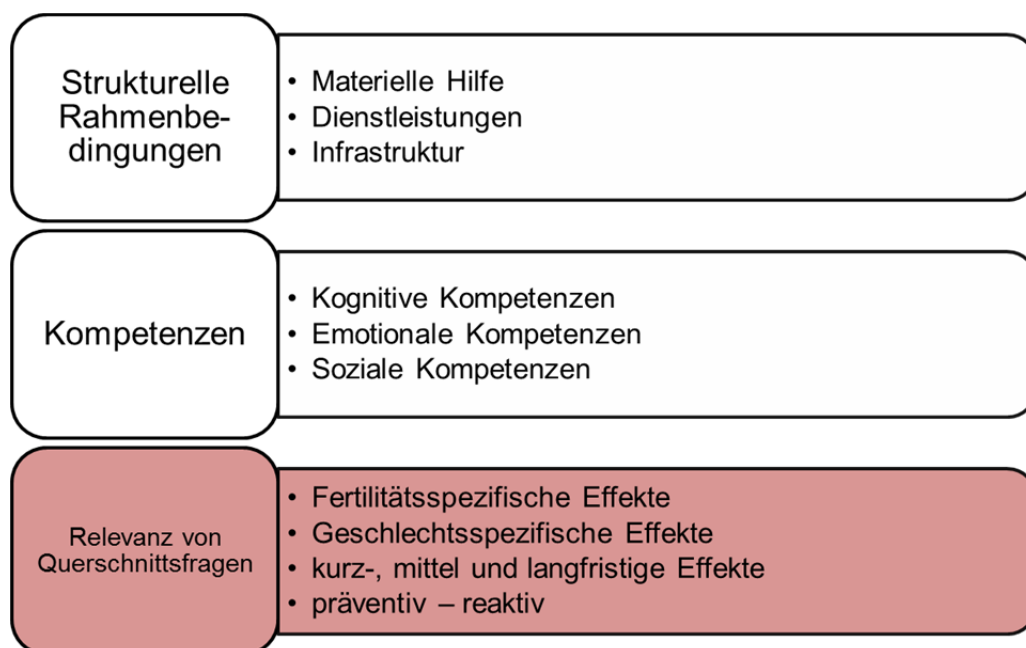 Strukturelle
Rahmenbe-
dingungen
• Materielle Hilfe
• Dienstleistungen
• Infrastruktur
Kompetenzen
• Kognitive Kompetenzen
• Emotionale Kompetenzen
• Soziale Kompetenzen
Relevanz von
Querschnittsfragen
• Fertilitätsspezifische Effekte
• Geschlechtsspezifische Effekte
• kurz-, mittel und langfristige Effekte
• präventiv – reaktiv